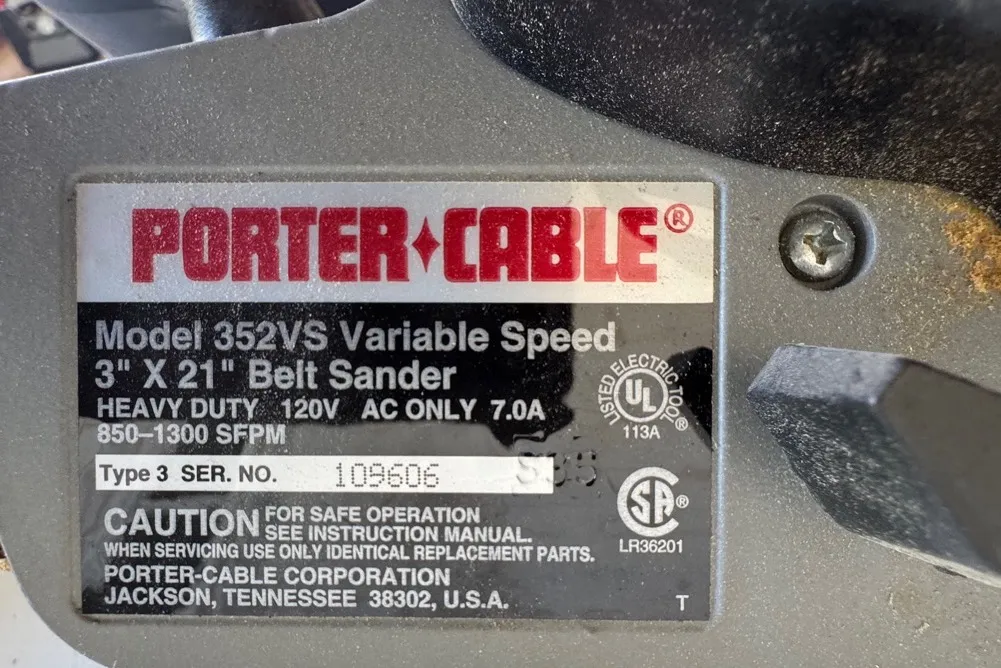 PORTER✦CABLE®
Model 352VS Variable Speed
3" X 21" Belt Sander
HEAVY DUTY 120V AC ONLY 7.0A
850–1300 SFPM
LISTED ELECTRIC TOOL
UL®
113A
Type 3 SER. NO. 109606
CAUTION FOR SAFE OPERATION
SEE INSTRUCTION MANUAL.
WHEN SERVICING USE ONLY IDENTICAL REPLACEMENT PARTS.
SA®
LR36201
PORTER-CABLE CORPORATION
JACKSON, TENNESSEE 38302, U.S.A.
T